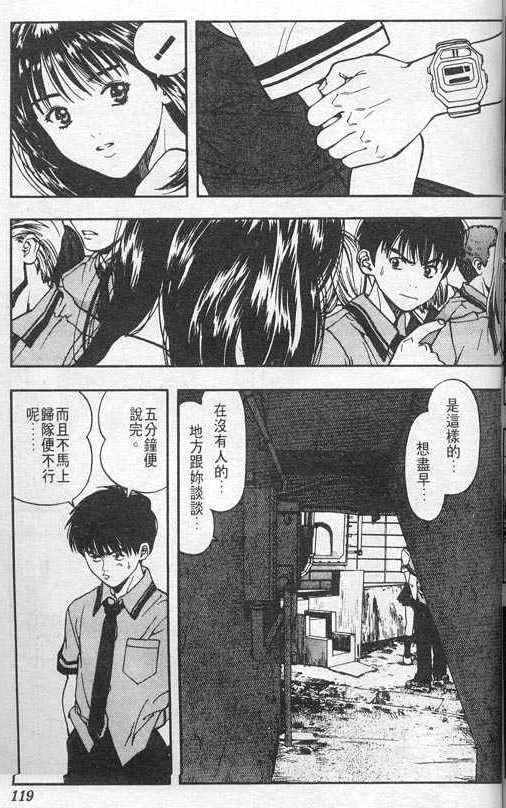 !
是這樣的…
想盡早…
在沒有人的…
地方跟妳談談…
五分鐘便
說完。
而且不馬上
歸隊便不行
呢……
119